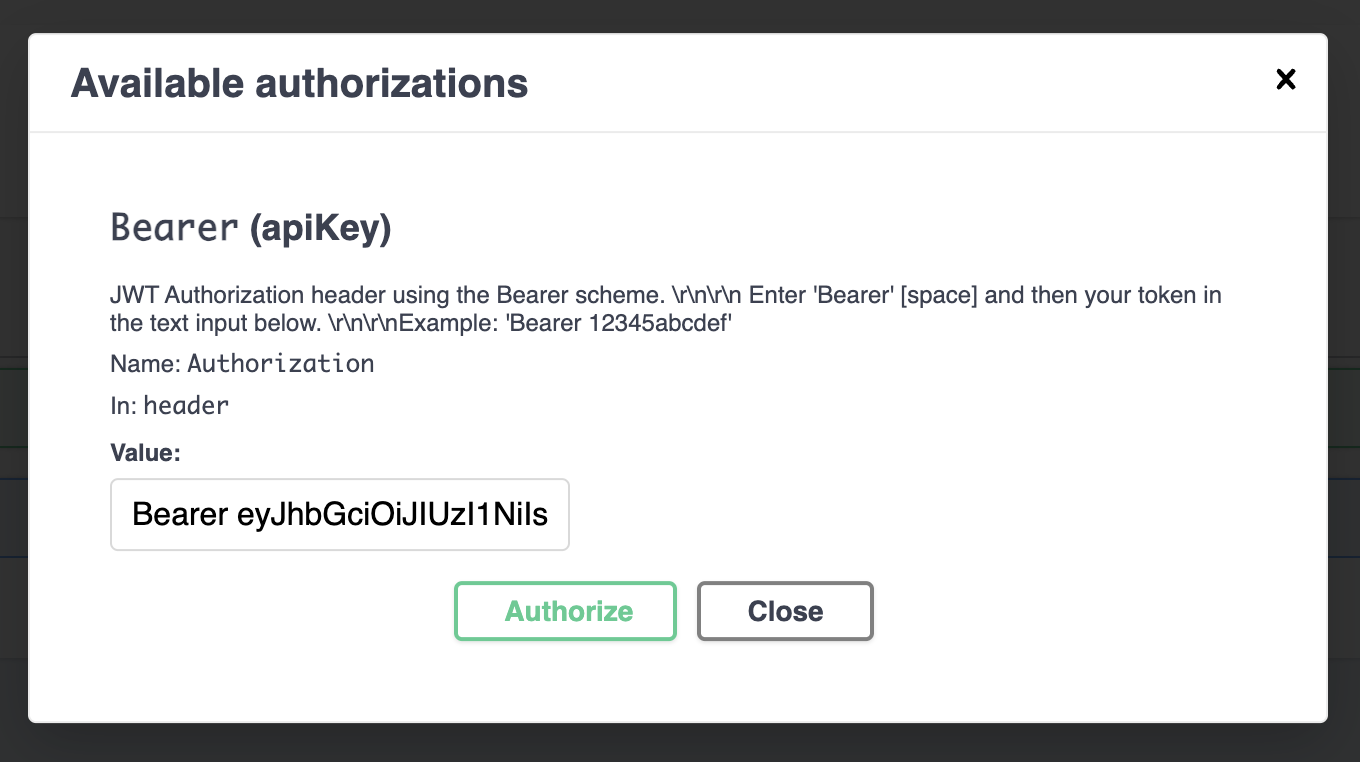 Available authorizations
Bearer (apiKey)
JWT Authorization header using the Bearer scheme. \r\n\r\n Enter 'Bearer' [space] and then your token in
the text input below. \r\n\r\nExample: 'Bearer 12345abcdef'
Name: Authorization
In: header
Value:
Bearer eyJhbGciOiJIUzI1NiIs
Authorize
Close